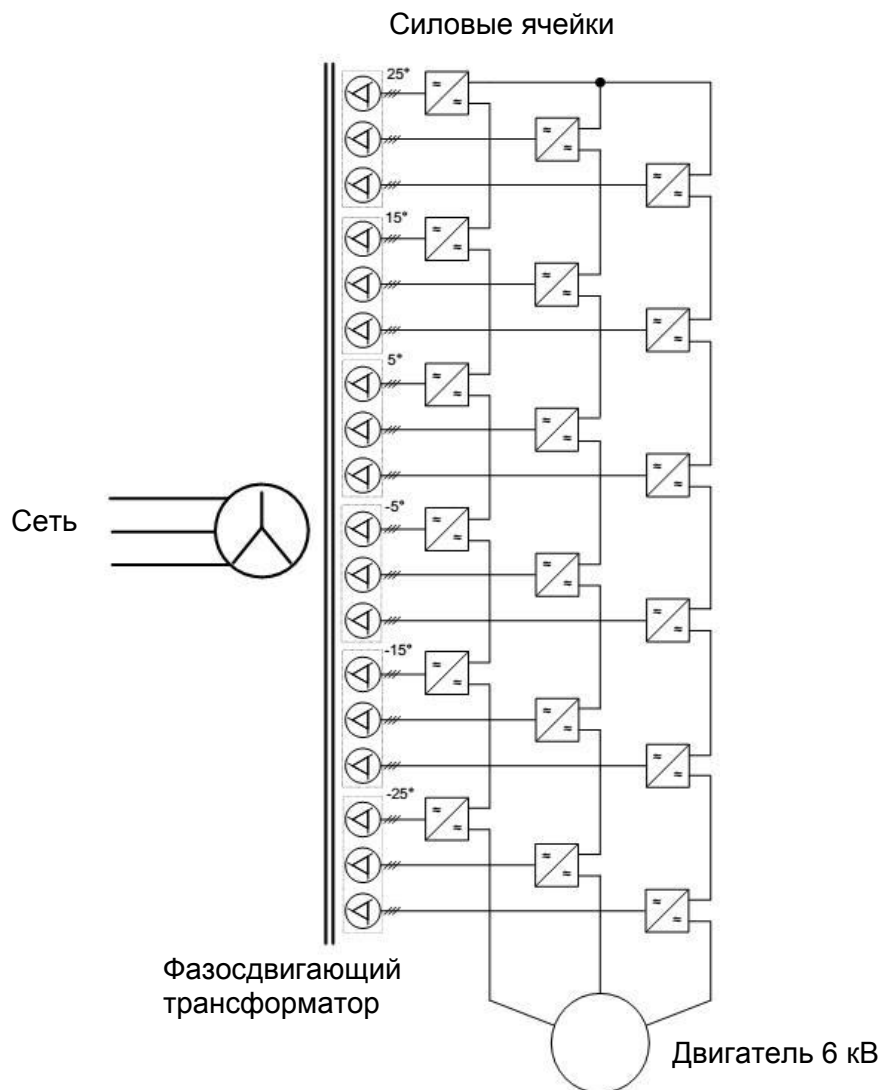 Силовые ячейки
25°
15°
5°
-5°
Сеть
-15°
-25°
Фазосдвигающий
трансформатор
Двигатель 6 кВ